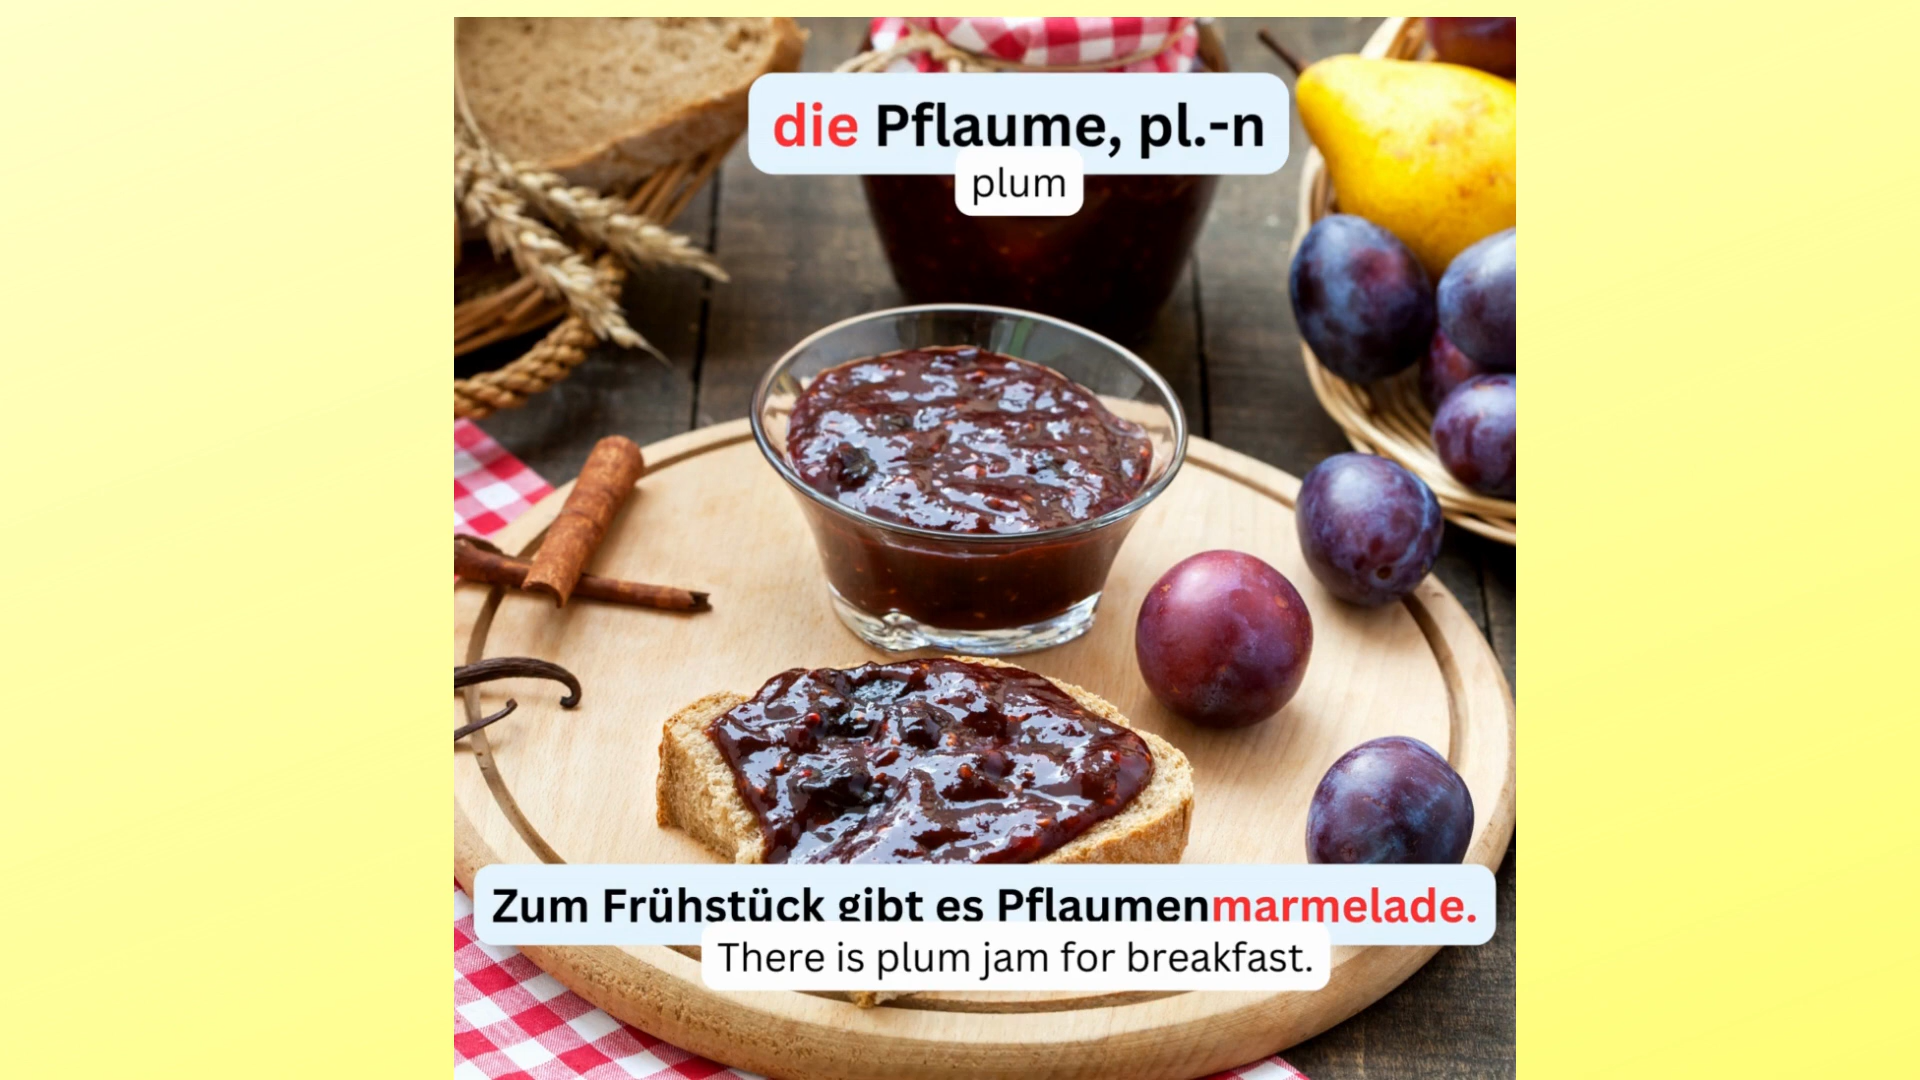 die Pflaume, pl.-n
plum
Zum Frühstück gibt es Pflaumenmarmelade.
There is plum jam for breakfast.